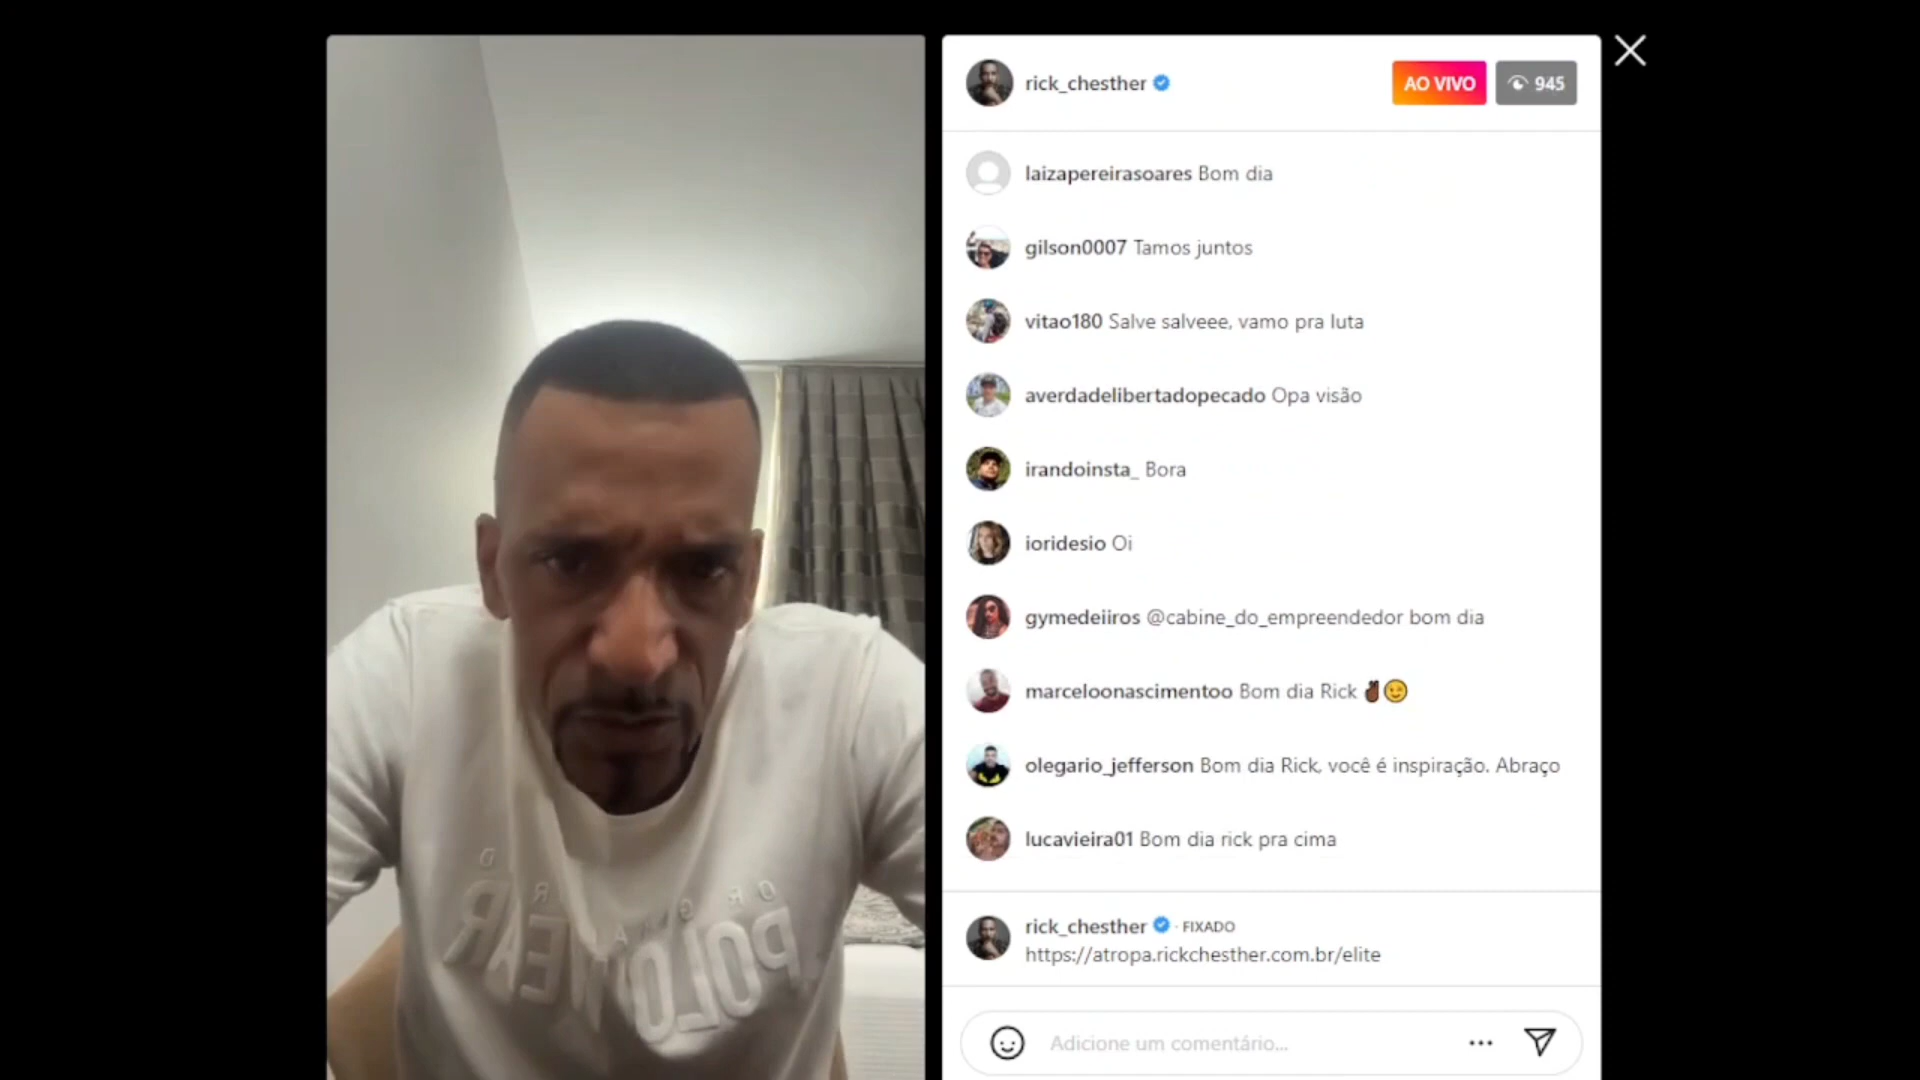 rick_chesther
AO VIVO
945
laizapereirasoares Bom dia
gilson0007 Tamos juntos
vitao180 Salve salveee, vamo pra luta
averdadelibertadopecado Opa visão
irandoinsta_ Bora
ioridesio Oi
gymedeiiros @cabine_do_empreendedor bom dia
marceloonascimentoo Bom dia Rick ✌🏿😉
olegario_jefferson Bom dia Rick, você é inspiração. Abraço
lucavieira01 Bom dia rick pra cima
rick_chesther · FIXADO
https://atropa.rickchesther.com.br/elite
Adicione um comentário...
POLO WEAR